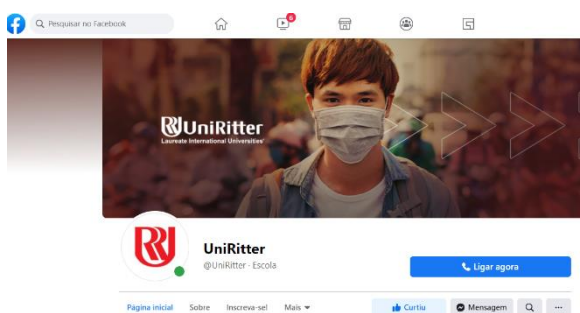 Pesquisar no Facebook
6
UniRitter
Laureate International Universities®
UniRitter
@UniRitter · Escola
Ligar agora
Página inicial Sobre Inscreva-se! Mais Curtiu Mensagem